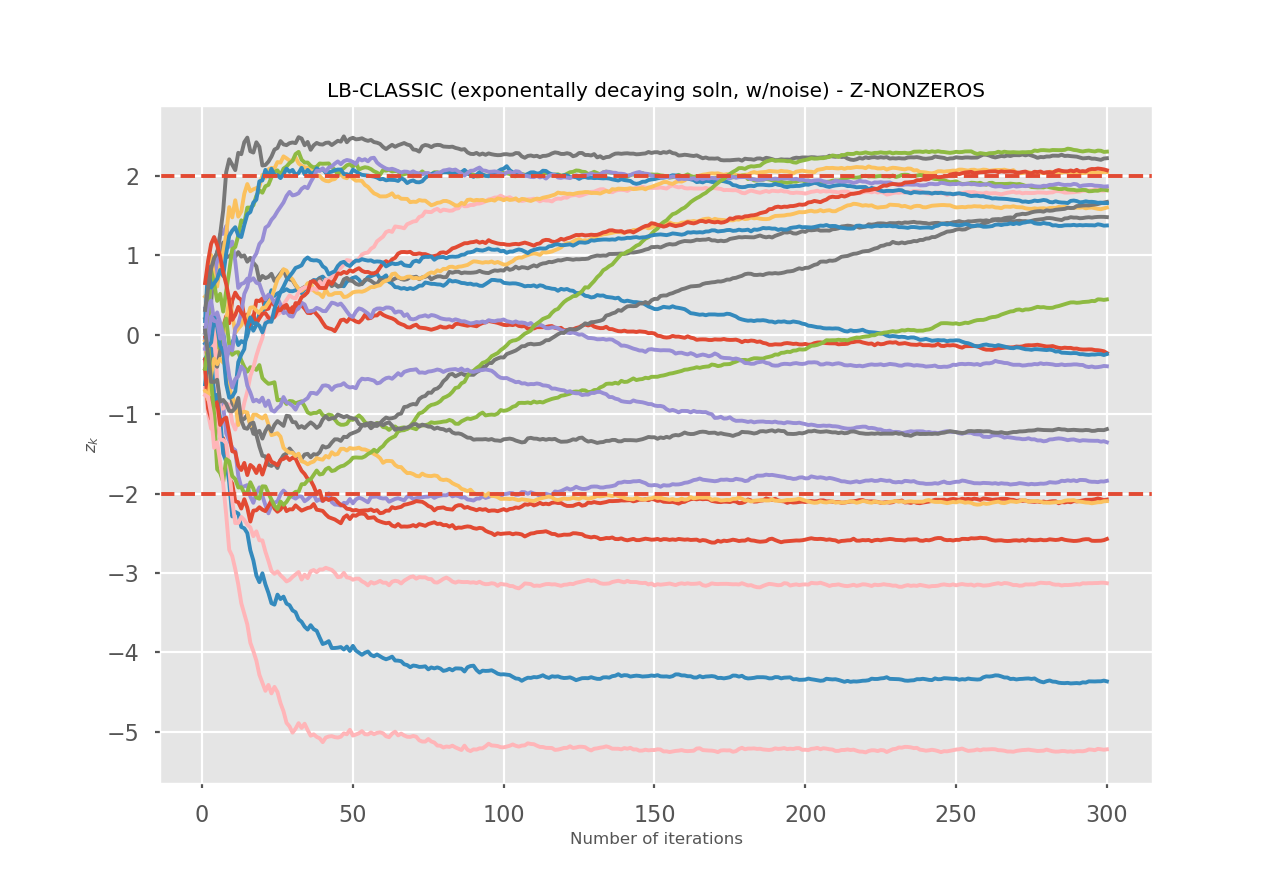 LB-CLASSIC (exponentially decaying soln, w/noise) - Z-NONZEROS
2
1
0
−1
−2
−3
−4
−5
z_k
0 50 100 150 200 250 300
Number of iterations